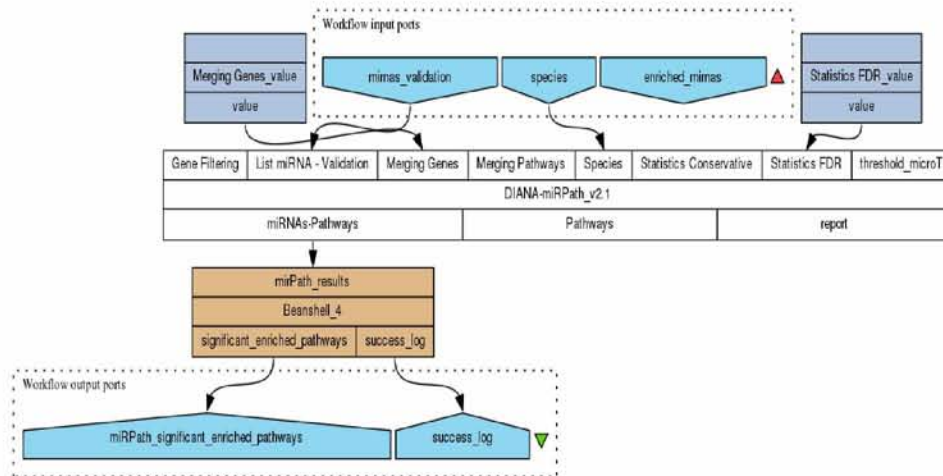 Workflow input ports
Merging Genes_value
value
mimas_validation
species
enriched_mimas
Statistics FDR_value
value
Gene Filtering
List miRNA - Validation
Merging Genes
Merging Pathways
Species
Statistics Conservative
Statistics FDR
threshold_microT
DIANA-miRPath_v2.1
miRNAs-Pathways
Pathways
report
mirPath_results
Beanshell_4
significant_enriched_pathways
success_log
Workflow output ports
miRPath_significant_enriched_pathways
success_log